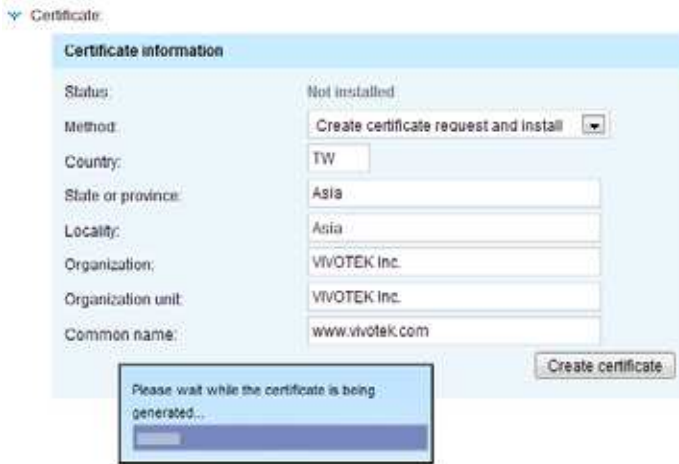 Certificate:
Certificate information
Status: Not installed
Method: Create certificate request and install
Country: TW
State or province: Asia
Locality: Asia
Organization: VIVOTEK Inc.
Organization unit: VIVOTEK Inc.
Common name: www.vivotek.com
Create certificate
Please wait while the certificate is being
generated...